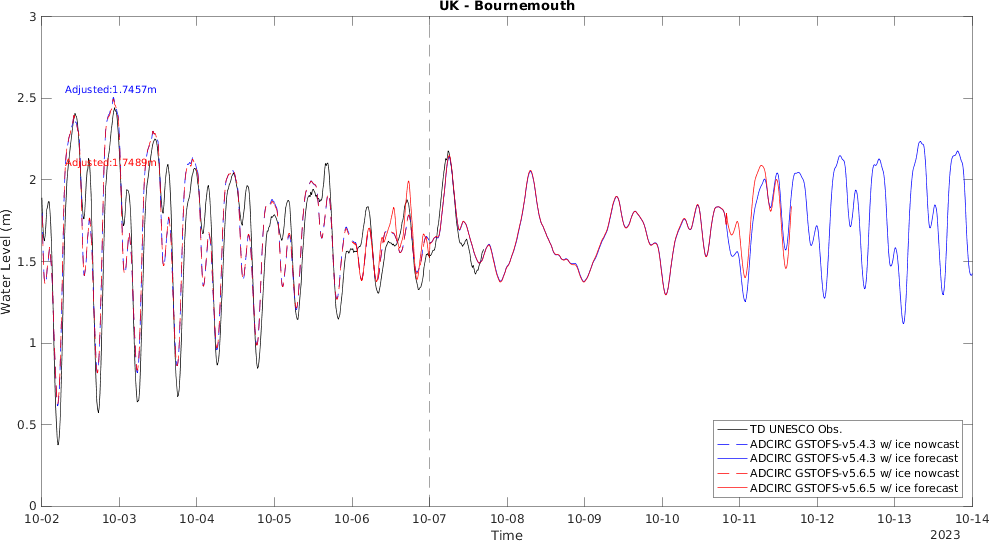 UK - Bournemouth
3
2.5
2
1.5
1
0.5
0
Water Level (m)
Adjusted:1.7457m
Adjusted:1.7489m
TD UNESCO Obs.
ADCIRC GSTOFS-v5.4.3 w/ ice nowcast
ADCIRC GSTOFS-v5.4.3 w/ ice forecast
ADCIRC GSTOFS-v5.6.5 w/ ice nowcast
ADCIRC GSTOFS-v5.6.5 w/ ice forecast
10-02 10-03 10-04 10-05 10-06 10-07 10-08 10-09 10-10 10-11 10-12 10-13 10-14
Time
2023